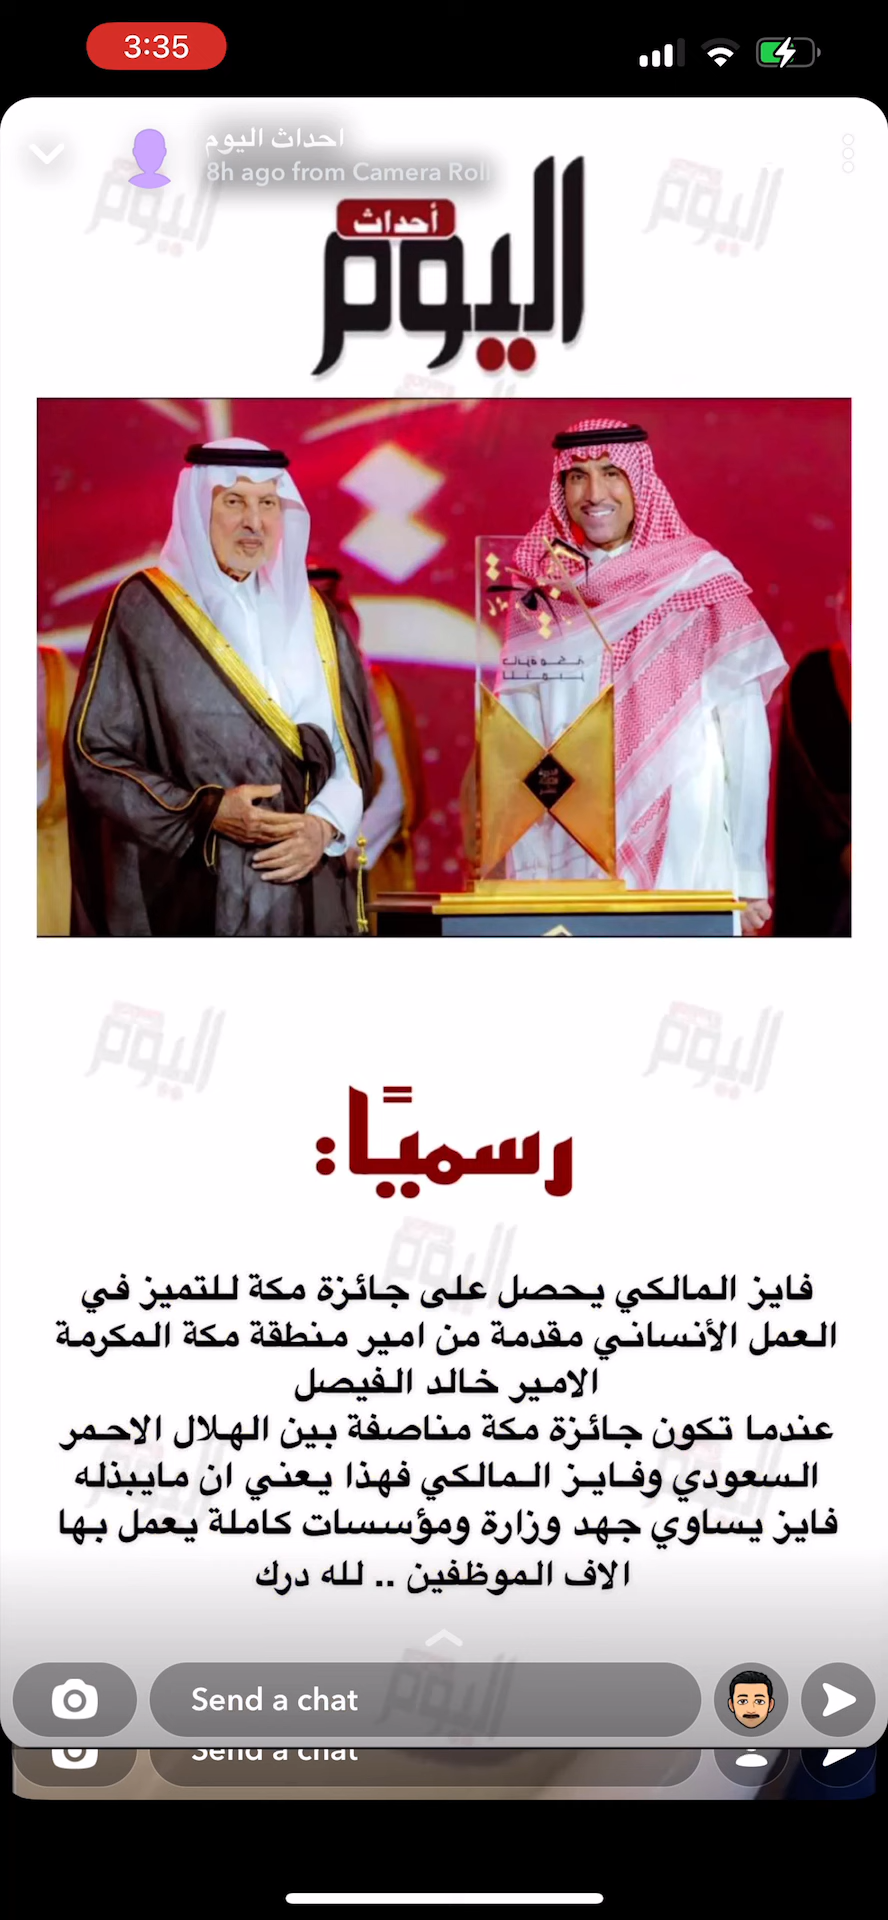 3:35
احداث اليوم
8h ago from Camera Roll
أحداث
اليوم
رسميًا:
فايز المالكي يحصل على جائزة مكة للتميز في
العمل الأنساني مقدمة من امير منطقة مكة المكرمة
الامير خالد الفيصل
عندما تكون جائزة مكة مناصفة بين الهلال الاحمر
السعودي وفايز المالكي فهذا يعني ان مايبذله
فايز يساوي جهد وزارة ومؤسسات كاملة يعمل بها
الاف الموظفين .. لله درك
Send a chat
Send a chat